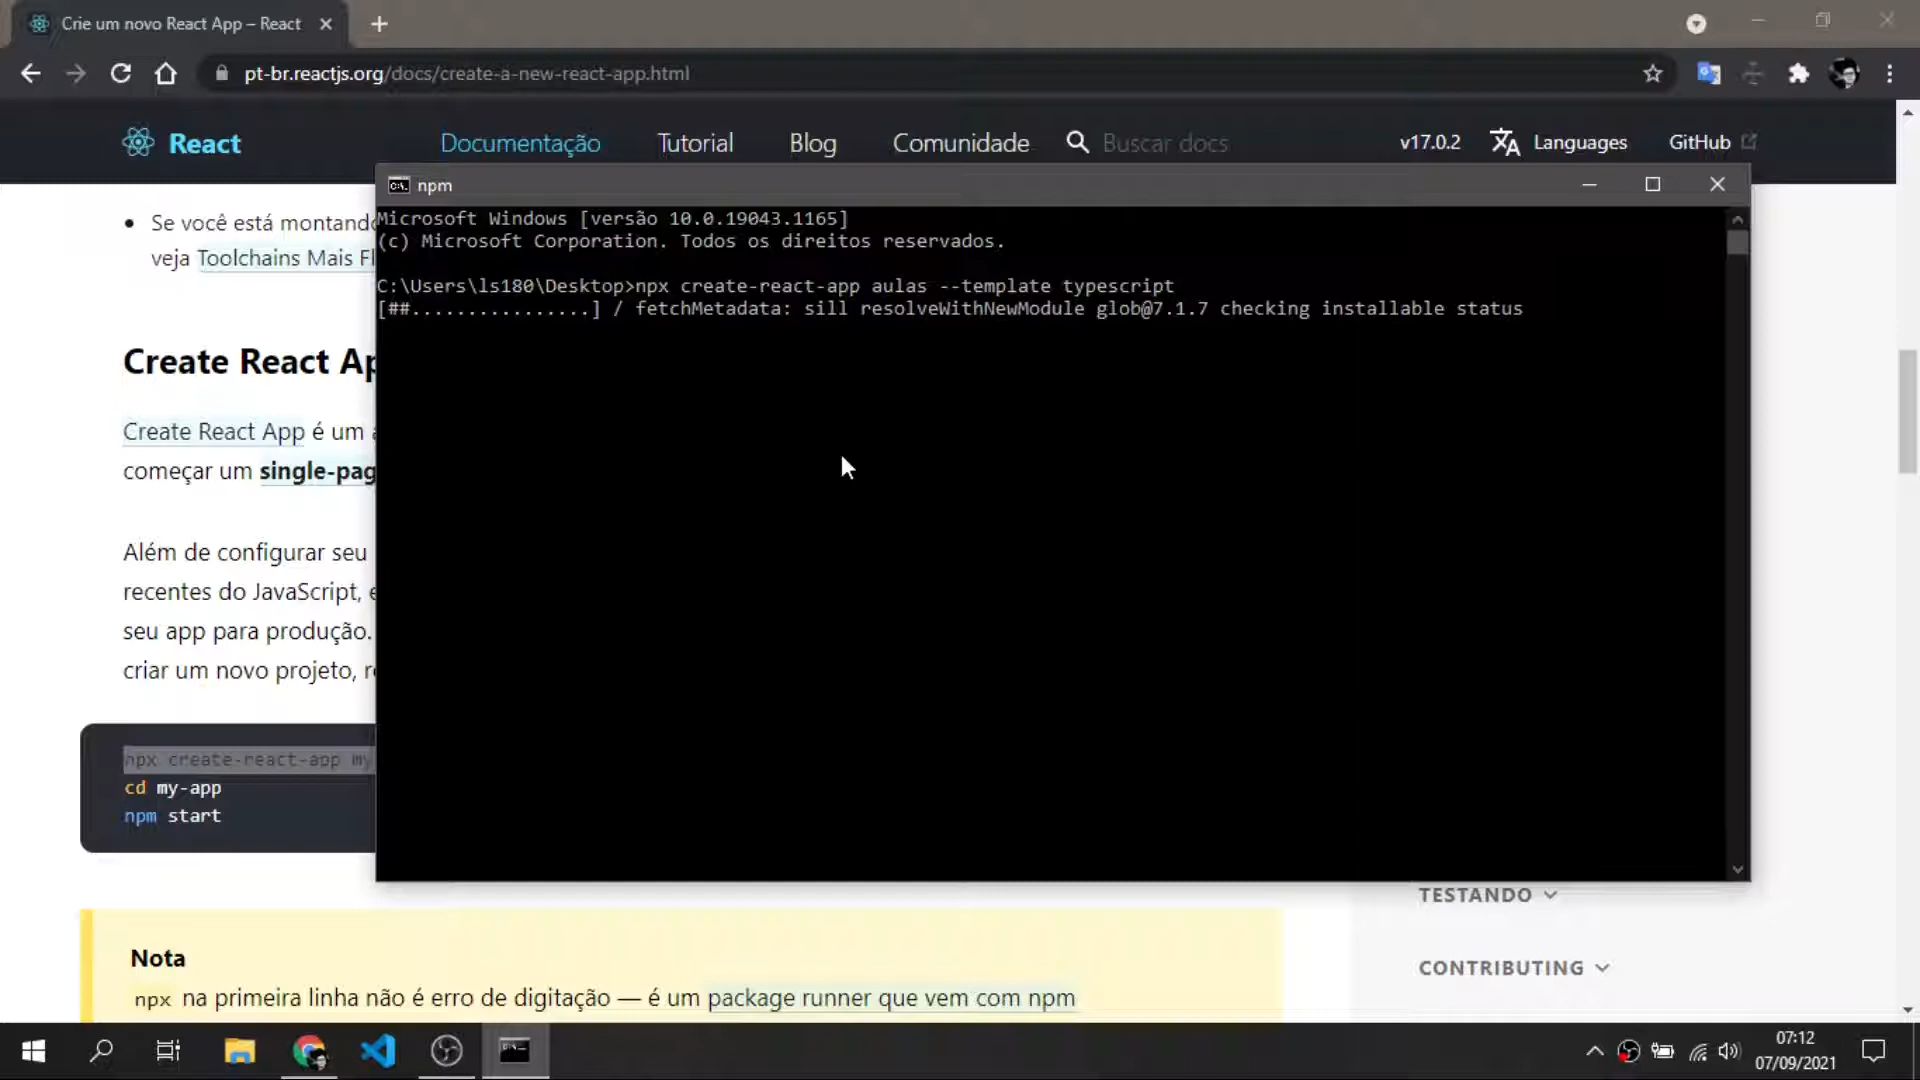 Crie um novo React App – React
pt-br.reactjs.org/docs/create-a-new-react-app.html
React
Documentação
Tutorial
Blog
Comunidade
Buscar docs
v17.0.2
Languages
GitHub
Se você está montando
veja Toolchains Mais Fl
Create React Ap
Create React App é um
começar um single-pag
Além de configurar seu
recentes do JavaScript, e
seu app para produção.
criar um novo projeto, r
npx create-react-app my
cd my-app
npm start
npm
Microsoft Windows [versão 10.0.19043.1165]
(c) Microsoft Corporation. Todos os direitos reservados.
C:\Users\ls180\Desktop>npx create-react-app aulas --template typescript
[##................] / fetchMetadata: sill resolveWithNewModule glob@7.1.7 checking installable status
Nota
npx na primeira linha não é erro de digitação — é um package runner que vem com npm
TESTANDO
CONTRIBUTING
07:12
07/09/2021